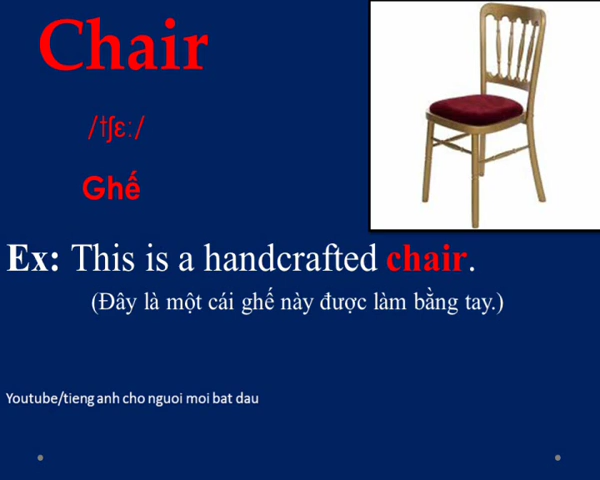 Chair
/tʃɛː/
Ghế
Ex: This is a handcrafted chair.
(Đây là một cái ghế này được làm bằng tay.)
Youtube/tieng anh cho nguoi moi bat dau